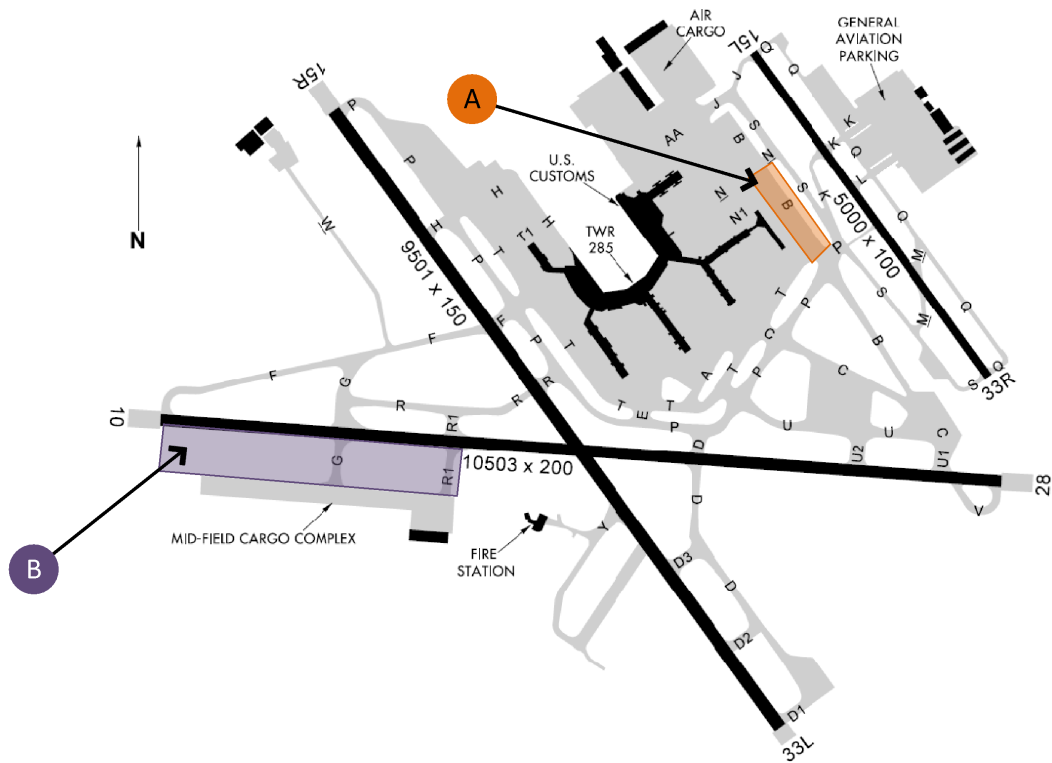 AIR
CARGO
15L
Q
Q
GENERAL
AVIATION
PARKING
15R
A
P
J
J
S
B
K
K
Q
AA
N
P
U.S.
CUSTOMS
H
N
S
K
L
B
N1
W
H
H
T1
TWR
285
5000 x 100
Q
N
P
T
P
M
9501 x 150
T
P
S
M
Q
F
F
P
T
C
B
F
G
R
R
R
A
T
P
C
S
Q
33R
10
R1
T
E
T
P
U
U
C
D
G
R1
10503 x 200
U2
U1
28
D
V
MID-FIELD CARGO COMPLEX
Y
FIRE
STATION
B
D3
D
D2
D1
33L